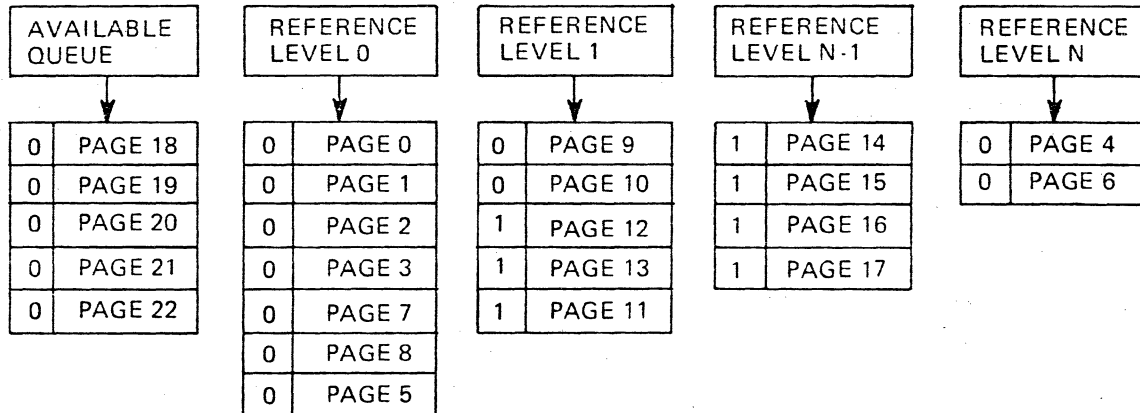 AVAILABLE
QUEUE
0 PAGE 18
0 PAGE 19
0 PAGE 20
0 PAGE 21
0 PAGE 22
REFERENCE
LEVEL 0
0 PAGE 0
0 PAGE 1
0 PAGE 2
0 PAGE 3
0 PAGE 7
0 PAGE 8
0 PAGE 5
REFERENCE
LEVEL 1
0 PAGE 9
0 PAGE 10
1 PAGE 12
1 PAGE 13
1 PAGE 11
REFERENCE
LEVEL N-1
1 PAGE 14
1 PAGE 15
1 PAGE 16
1 PAGE 17
REFERENCE
LEVEL N
0 PAGE 4
0 PAGE 6